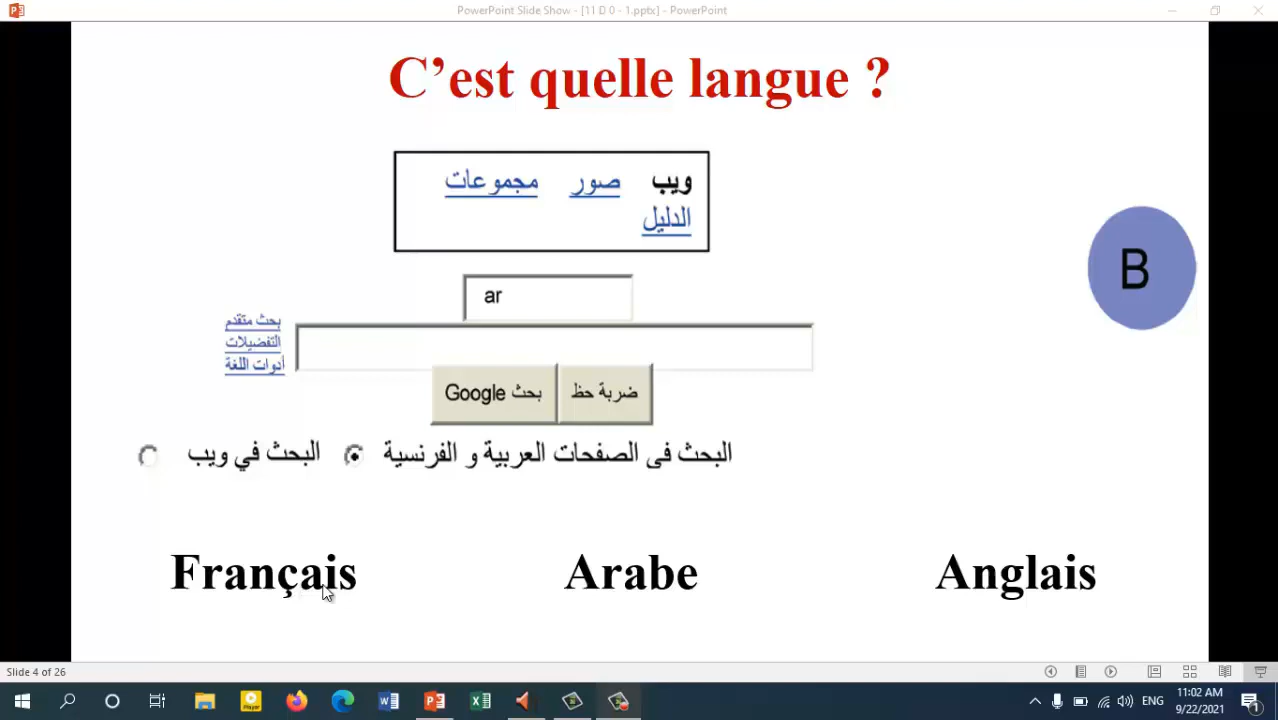 PowerPoint Slide Show - [11 D 0 - 1.pptx] - PowerPoint
C’est quelle langue ?
ويب صور مجموعات
الدليل
B
ar
بحث متقدم
التفضيلات
أدوات اللغة
بحث Google ضربة حظ
البحث في ويب
البحث فى الصفحات العربية و الفرنسية
Français Arabe Anglais
Slide 4 of 26
ENG
11:02 AM
9/22/2021